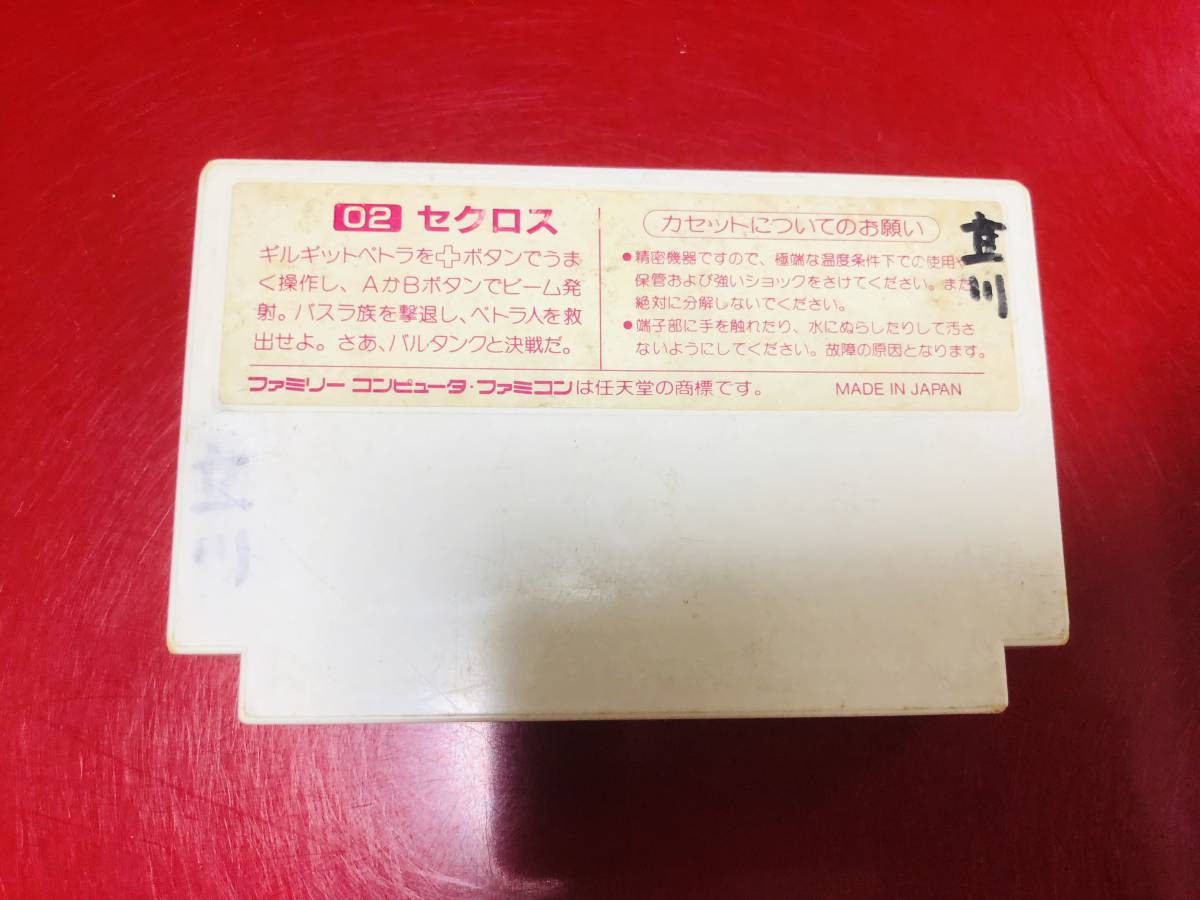 02 セクロス
ギルギットペトラを✚ボタンでうま
く操作し、AかBボタンでビーム発
射。バスラ族を撃退し、ペトラ人を救
出せよ。さあ、バルタンクと決戦だ。
カセットについてのお願い
●精密機器ですので、極端な温度条件下での使用や
保管および強いショックをさけてください。また
絶対に分解しないでください。
●端子部に手を触れたり、水にぬらしたりして汚さ
ないようにしてください。故障の原因となります。
ファミリーコンピュータ・ファミコンは任天堂の商標です。
MADE IN JAPAN
立川
立川